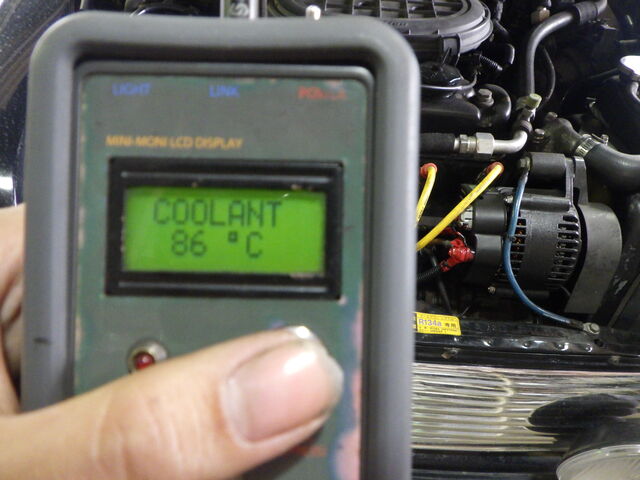 LIGHT LINK
MINI-MONI LCD DISPLAY
COOLANT
86 °C
R134a